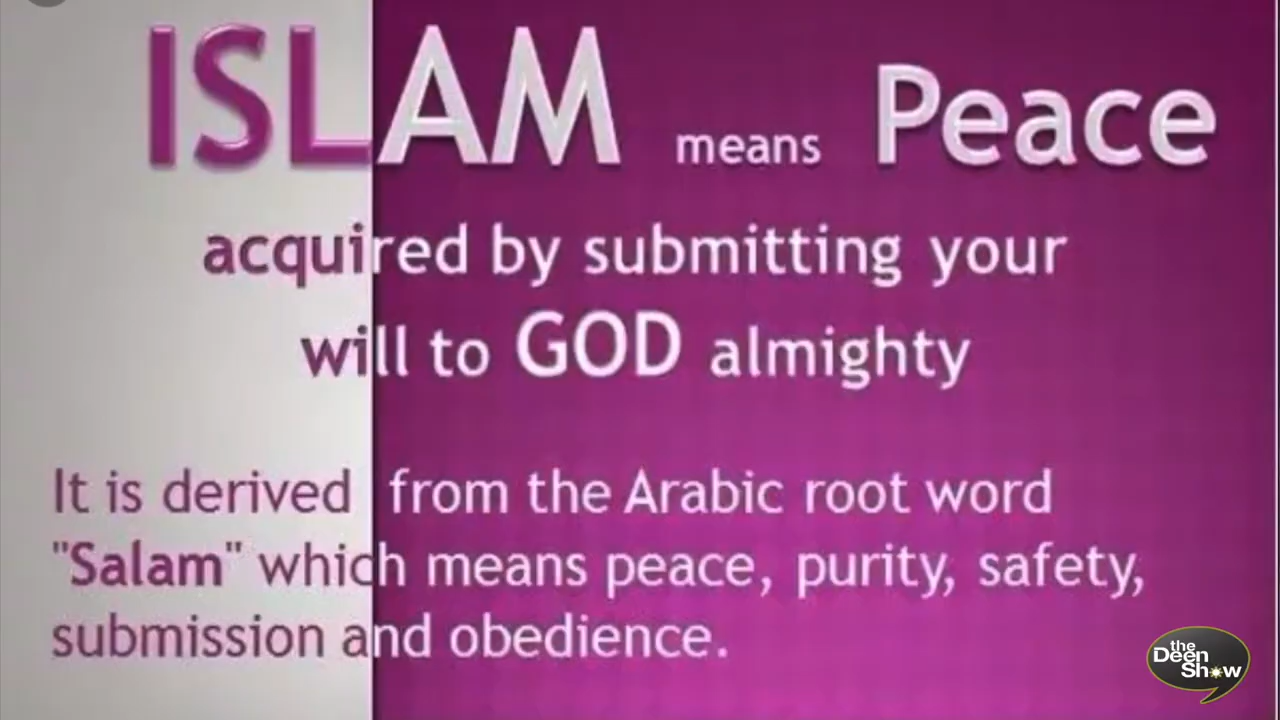 ISLAM means Peace
acquired by submitting your
will to GOD almighty
It is derived from the Arabic root word
"Salam" which means peace, purity, safety,
submission and obedience.
the
Deen
Show